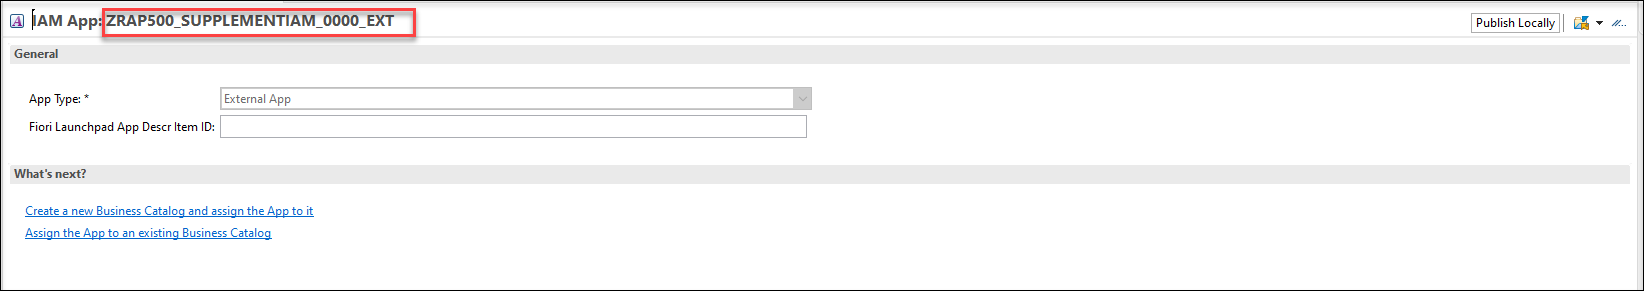 IAM App: ZRAP500_SUPPLEMENTIAM_0000_EXT
Publish Locally
General
App Type: *
External App
Fiori Launchpad App Descr Item ID:
What's next?
Create a new Business Catalog and assign the App to it
Assign the App to an existing Business Catalog